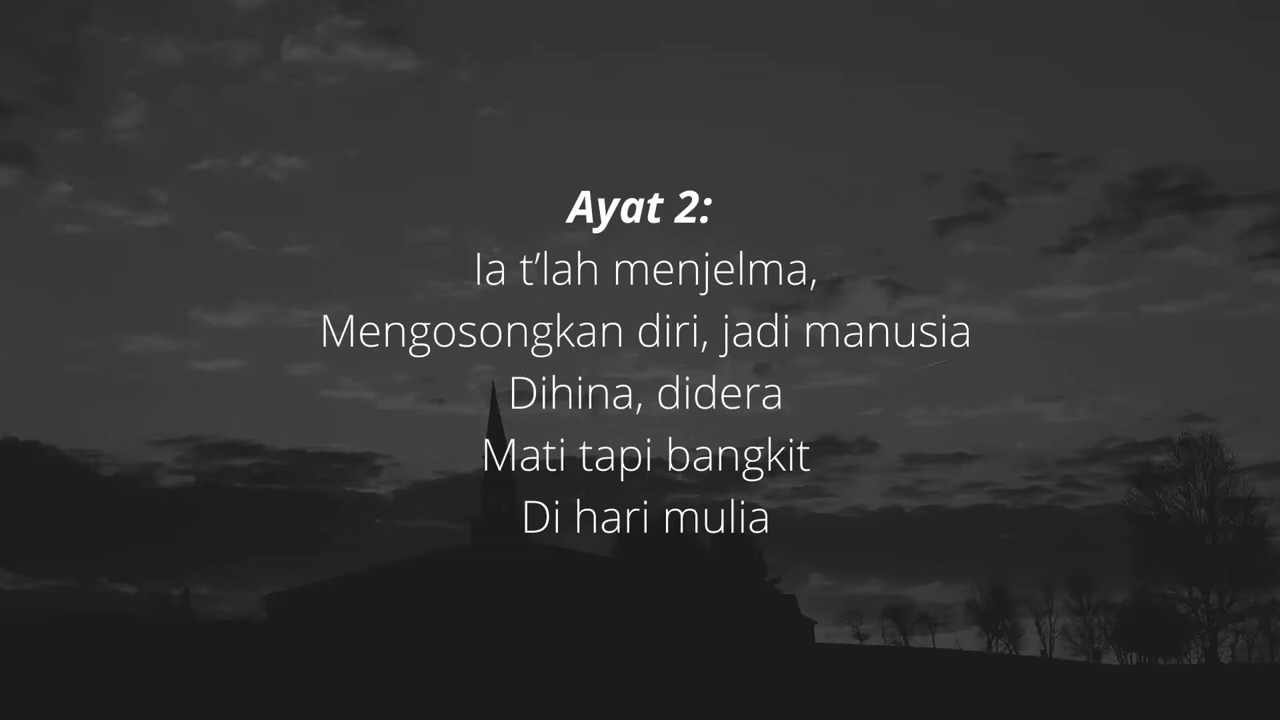 Ayat 2:
Ia t’lah menjelma,
Mengosongkan diri, jadi manusia
Dihina, didera
Mati tapi bangkit
Di hari mulia